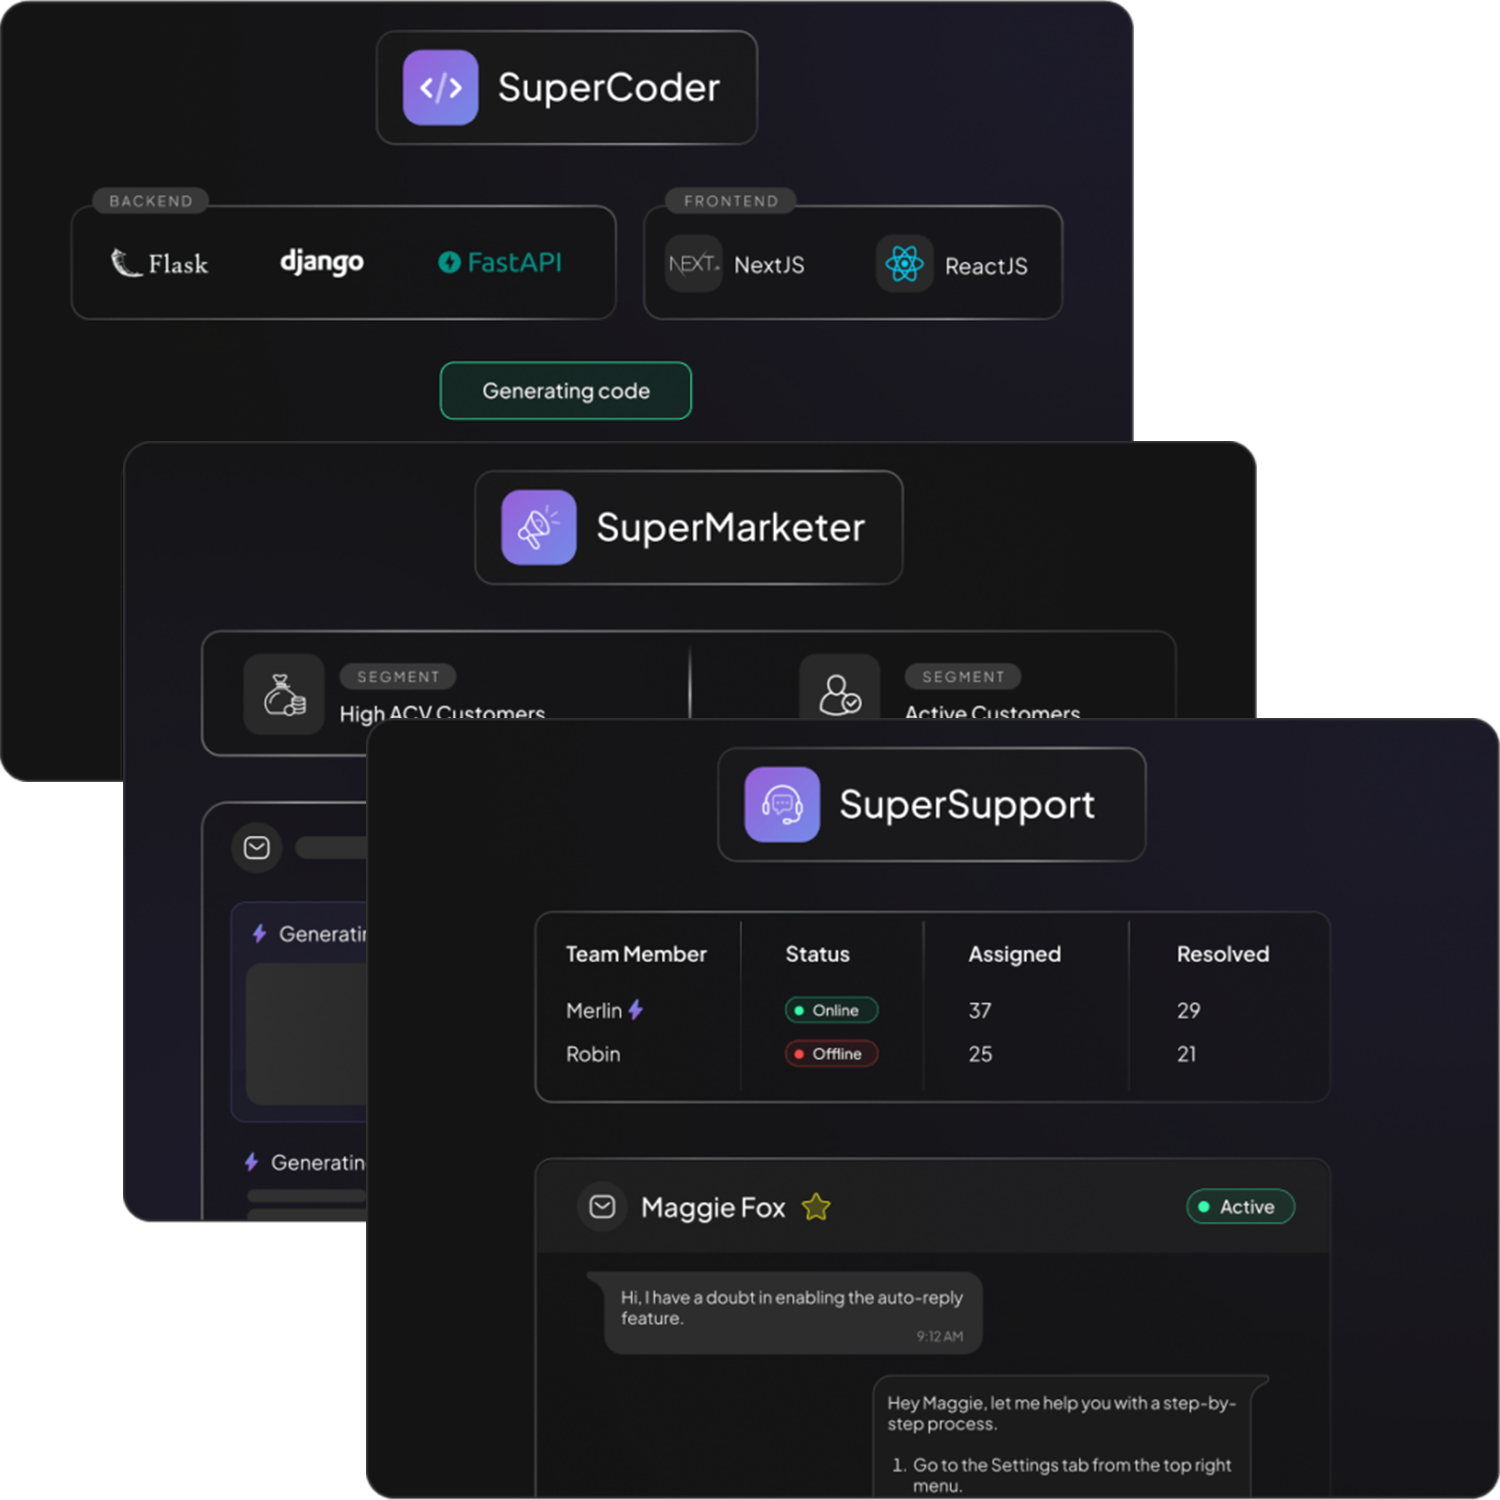 SuperCoder
BACKEND
FRONTEND
Flask
django
FastAPI
NEXT.
NextJS
ReactJS
Generating code
SuperMarketer
SEGMENT
High ACV Customers
SEGMENT
Active Customers
Generatin
Generatin
SuperSupport
Team Member Status Assigned Resolved
Merlin Online 37 29
Robin Offline 25 21
Maggie Fox
Active
Hi, I have a doubt in enabling the auto-reply
feature.
9:12 AM
Hey Maggie, let me help you with a step-by-
step process.
1. Go to the Settings tab from the top right
menu.